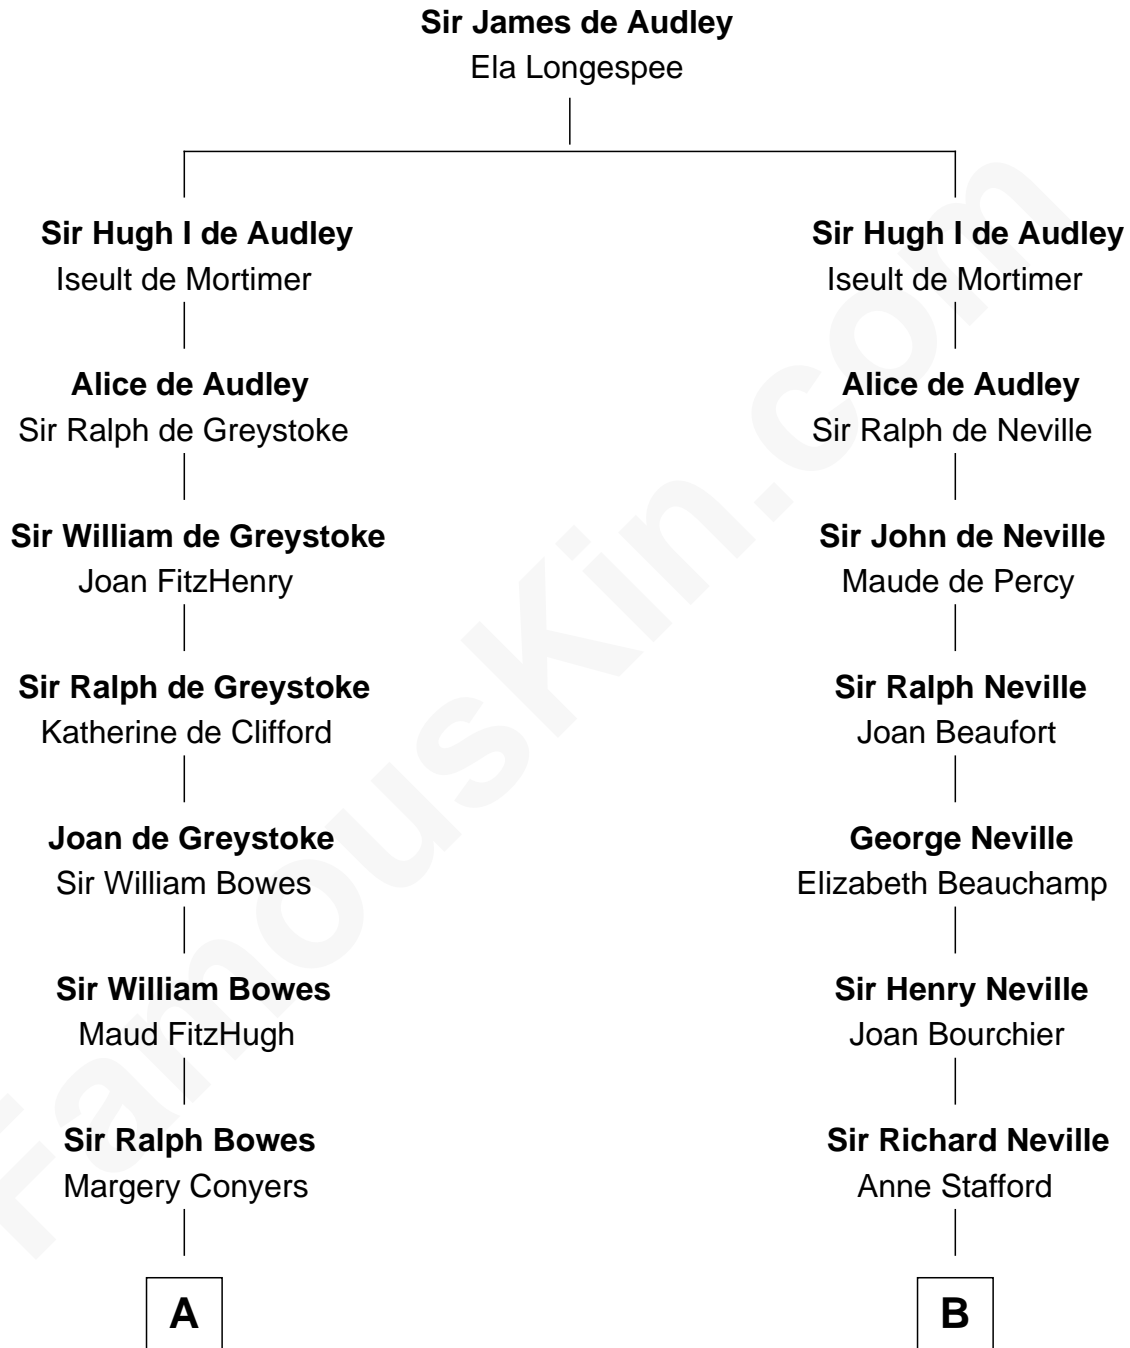 Sir James de Audley
Ela Longespee
Sir Hugh I de Audley
Iseult de Mortimer
Sir Hugh I de Audley
Iseult de Mortimer
Alice de Audley
Sir Ralph de Greystoke
Alice de Audley
Sir Ralph de Neville
Sir William de Greystoke
Joan FitzHenry
Sir John de Neville
Maude de Percy
Sir Ralph de Greystoke
Katherine de Clifford
Sir Ralph Neville
Joan Beaufort
Joan de Greystoke
Sir William Bowes
George Neville
Elizabeth Beauchamp
Sir William Bowes
Maud FitzHugh
Sir Henry Neville
Joan Bourchier
Sir Ralph Bowes
Margery Conyers
Sir Richard Neville
Anne Stafford
A
B
FamousKin.com